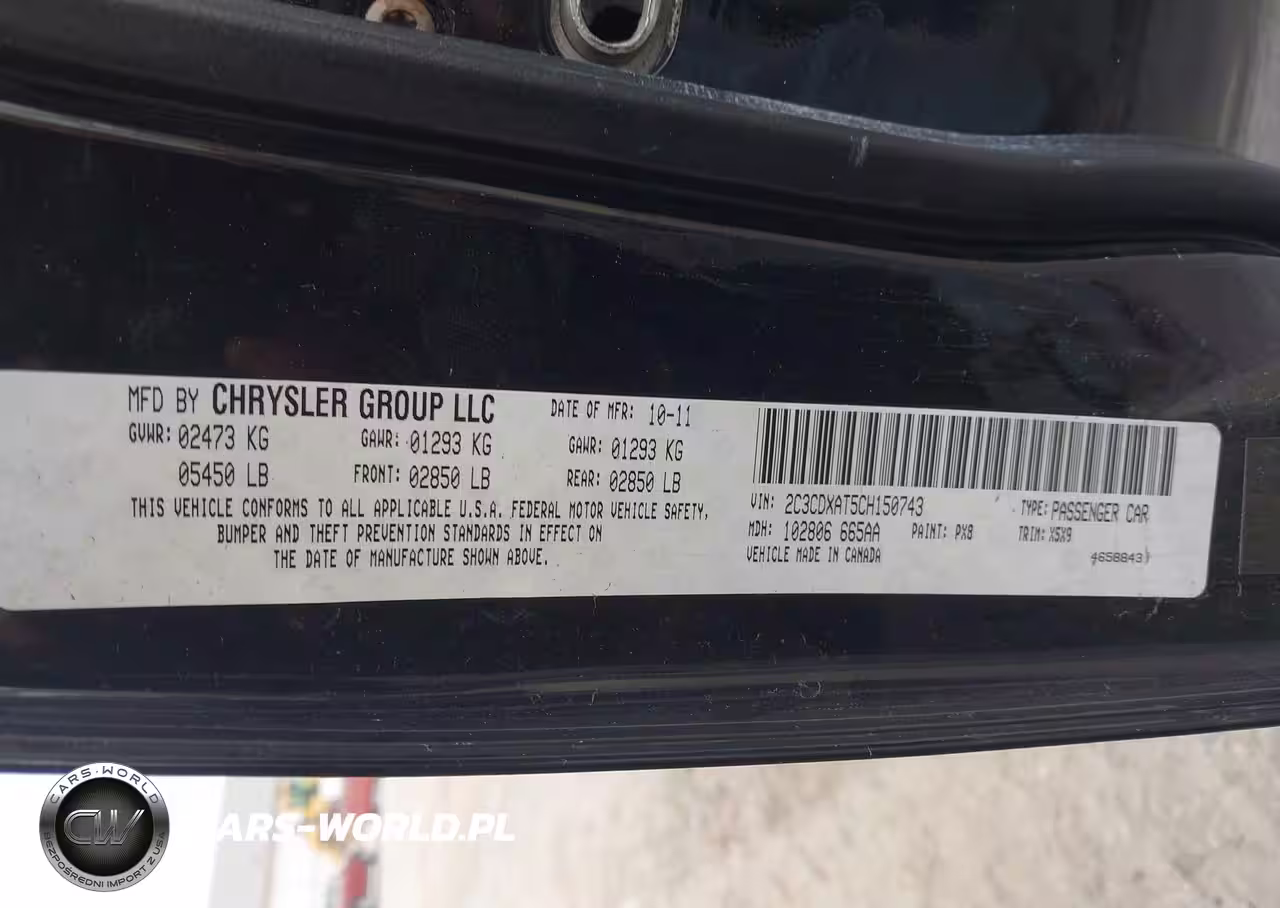 MFD BY CHRYSLER GROUP LLC DATE OF MFR: 10-11
GVWR: 02473 KG GAWR: 01293 KG GAWR: 01293 KG
05450 LB FRONT: 02850 LB REAR: 02850 LB
THIS VEHICLE CONFORMS TO ALL APPLICABLE U.S.A. FEDERAL MOTOR VEHICLE SAFETY,
BUMPER AND THEFT PREVENTION STANDARDS IN EFFECT ON
THE DATE OF MANUFACTURE SHOWN ABOVE.
VIN: 2C3CDXAT5CH150743 TYPE: PASSENGER CAR
MDH: 102806 665AA PAINT: PX8 TRIM: X5X9
VEHICLE MADE IN CANADA 4658843
CARS-WORLD
CW
BEZPOŚREDNI IMPORT Z USA
CARS-WORLD.PL